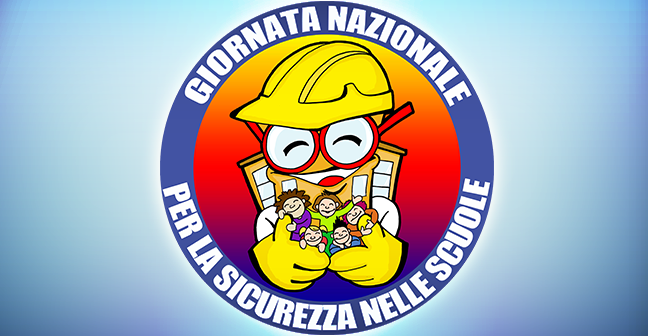 GIORNATA NAZIONALE
PER LA SICUREZZA NELLE SCUOLE